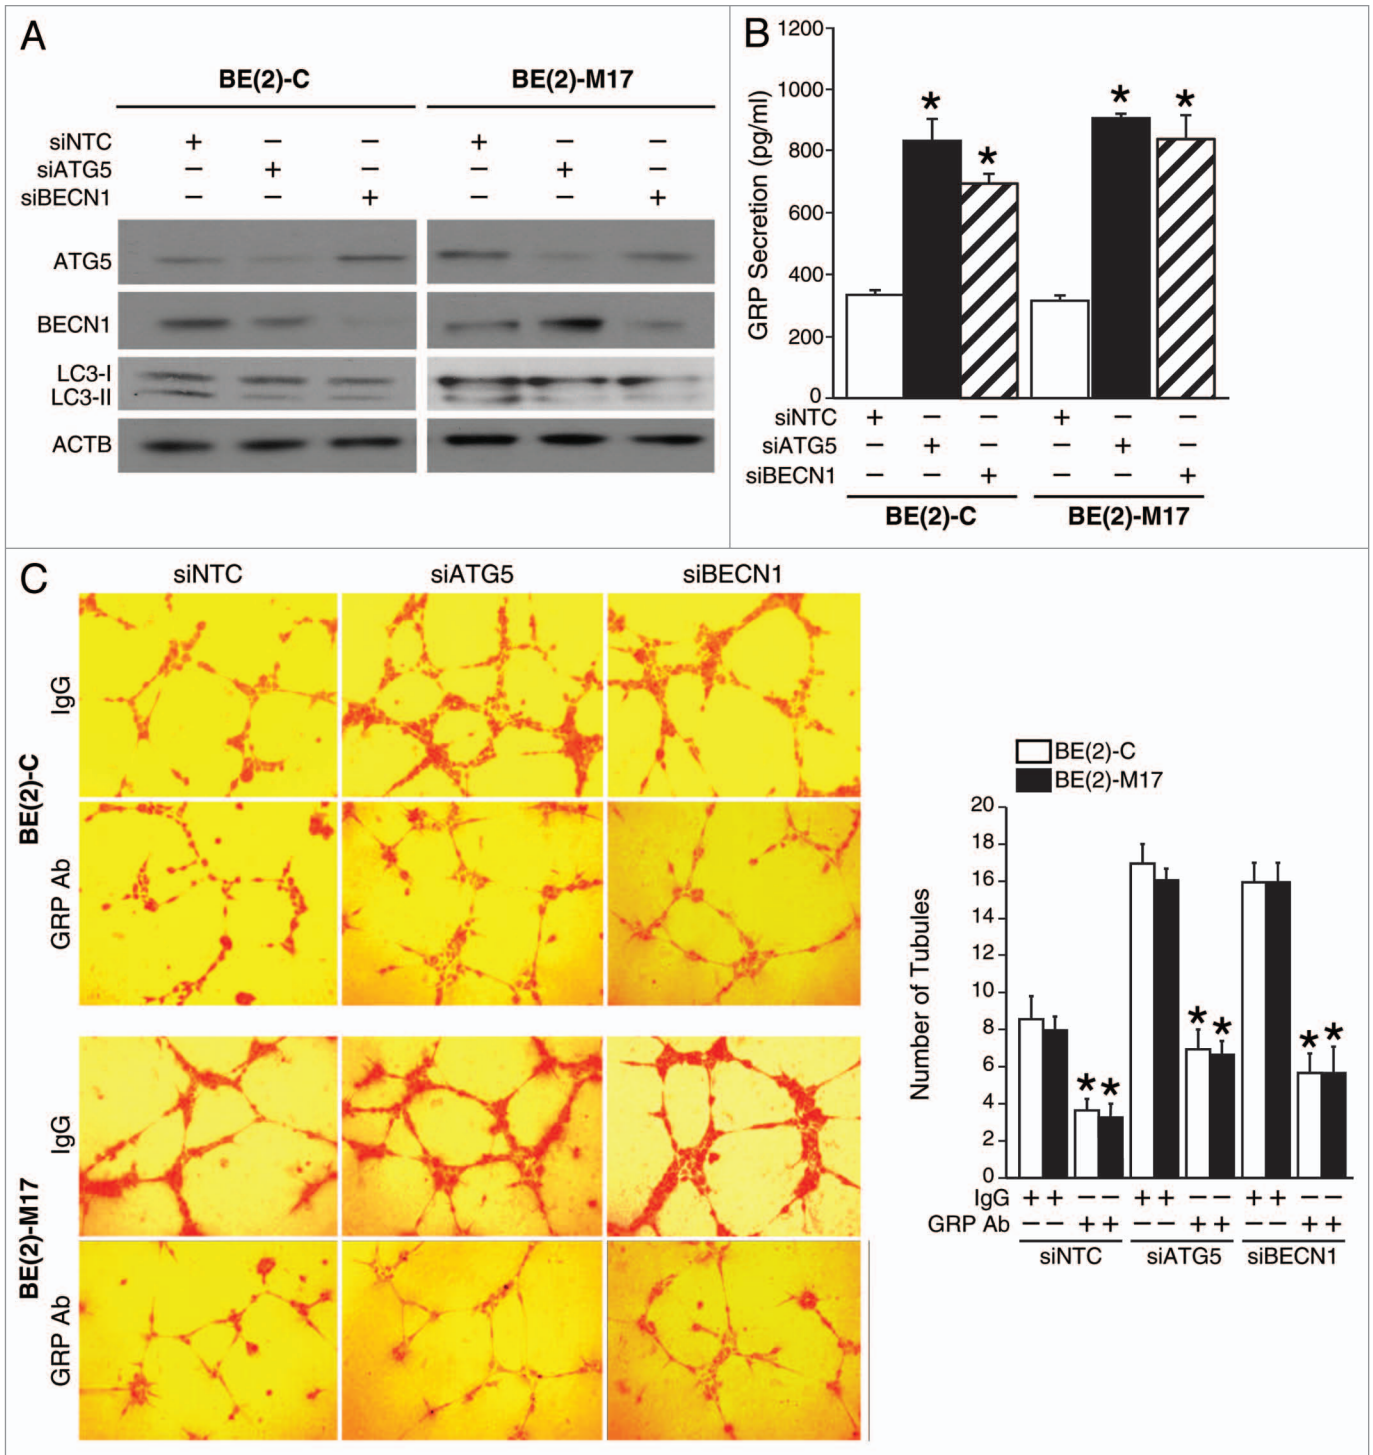 A
BE(2)-C BE(2)-M17
siNTC + − − + − −
siATG5 − + − − + −
siBECN1 − − + − − +
ATG5
BECN1
LC3-I
LC3-II
ACTB
B
GRP Secretion (pg/ml)
1200
1000
800
600
400
200
0
* * * *
siNTC + − − + − −
siATG5 − + − − + −
siBECN1 − − + − − +
BE(2)-C BE(2)-M17
C
siNTC siATG5 siBECN1
BE(2)-C
IgG
GRP Ab
BE(2)-M17
IgG
GRP Ab
BE(2)-C
BE(2)-M17
Number of Tubules
20
18
16
14
12
10
8
6
4
2
0
* * * * * *
IgG + + − − + + − − + + − −
GRP Ab − − + + − − + + − − + +
siNTC siATG5 siBECN1